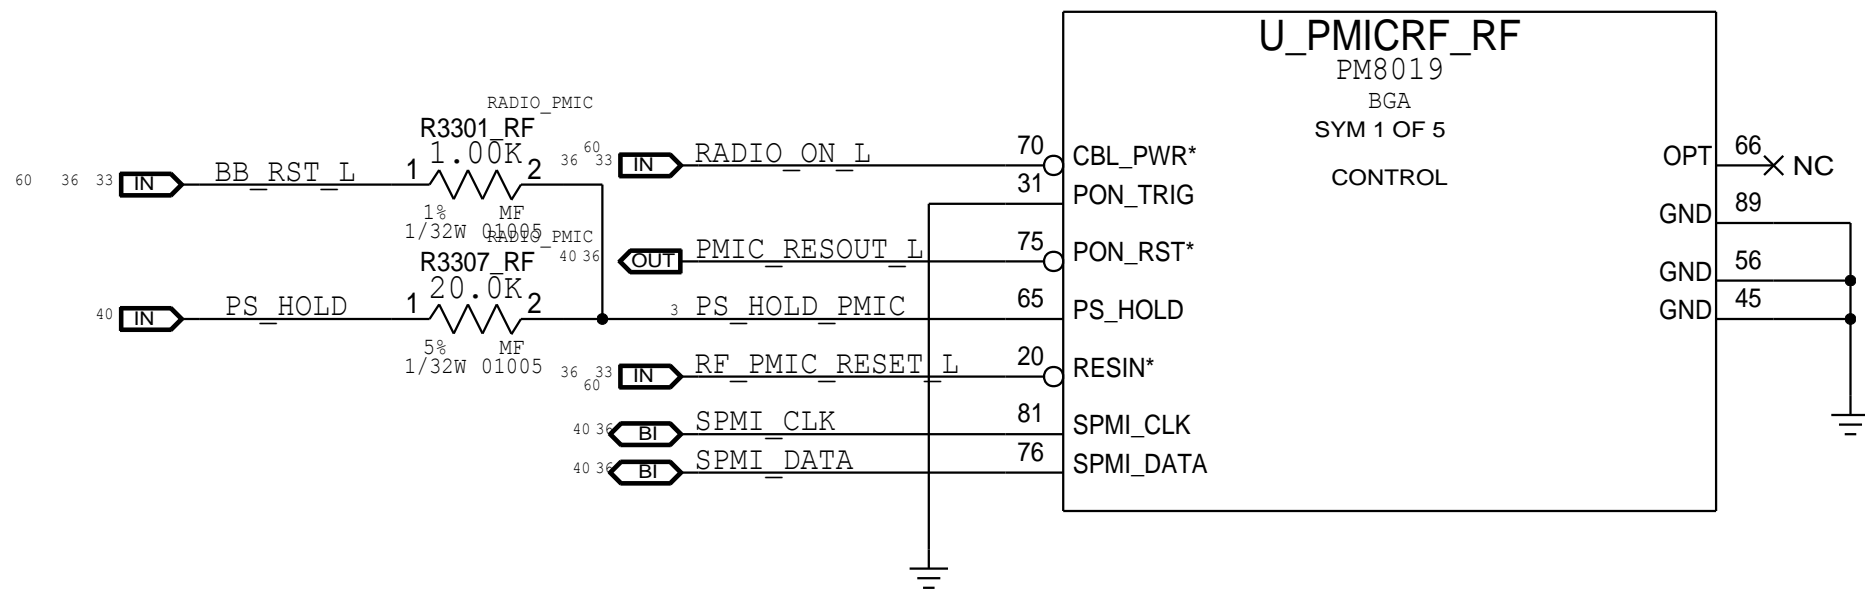 U_PMICRF_RF
PM8019
BGA
SYM 1 OF 5
CONTROL
RADIO_PMIC
R3301_RF
1.00K
60 36 33 IN BB_RST_L 1 2
1% MF
1/32W 01005
RADIO_PMIC
R3307_RF
20.0K
40 IN PS_HOLD 1 2
5% MF
1/32W 01005
60
36 33 IN RADIO_ON_L 70 CBL_PWR*
31 PON_TRIG
40 36 OUT PMIC_RESOUT_L 75 PON_RST*
3 PS_HOLD_PMIC 65 PS_HOLD
36 33 IN RF_PMIC_RESET_L 20 RESIN*
60
40 36 BI SPMI_CLK 81 SPMI_CLK
40 36 BI SPMI_DATA 76 SPMI_DATA
OPT 66 NC
GND 89
GND 56
GND 45